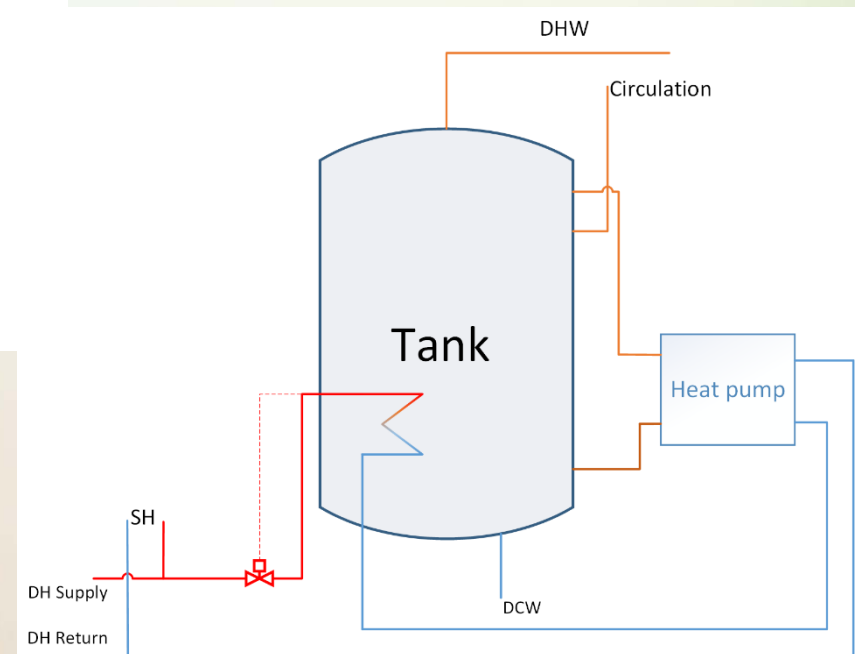 DHW
Circulation
Tank
Heat pump
SH
DH Supply
DCW
DH Return